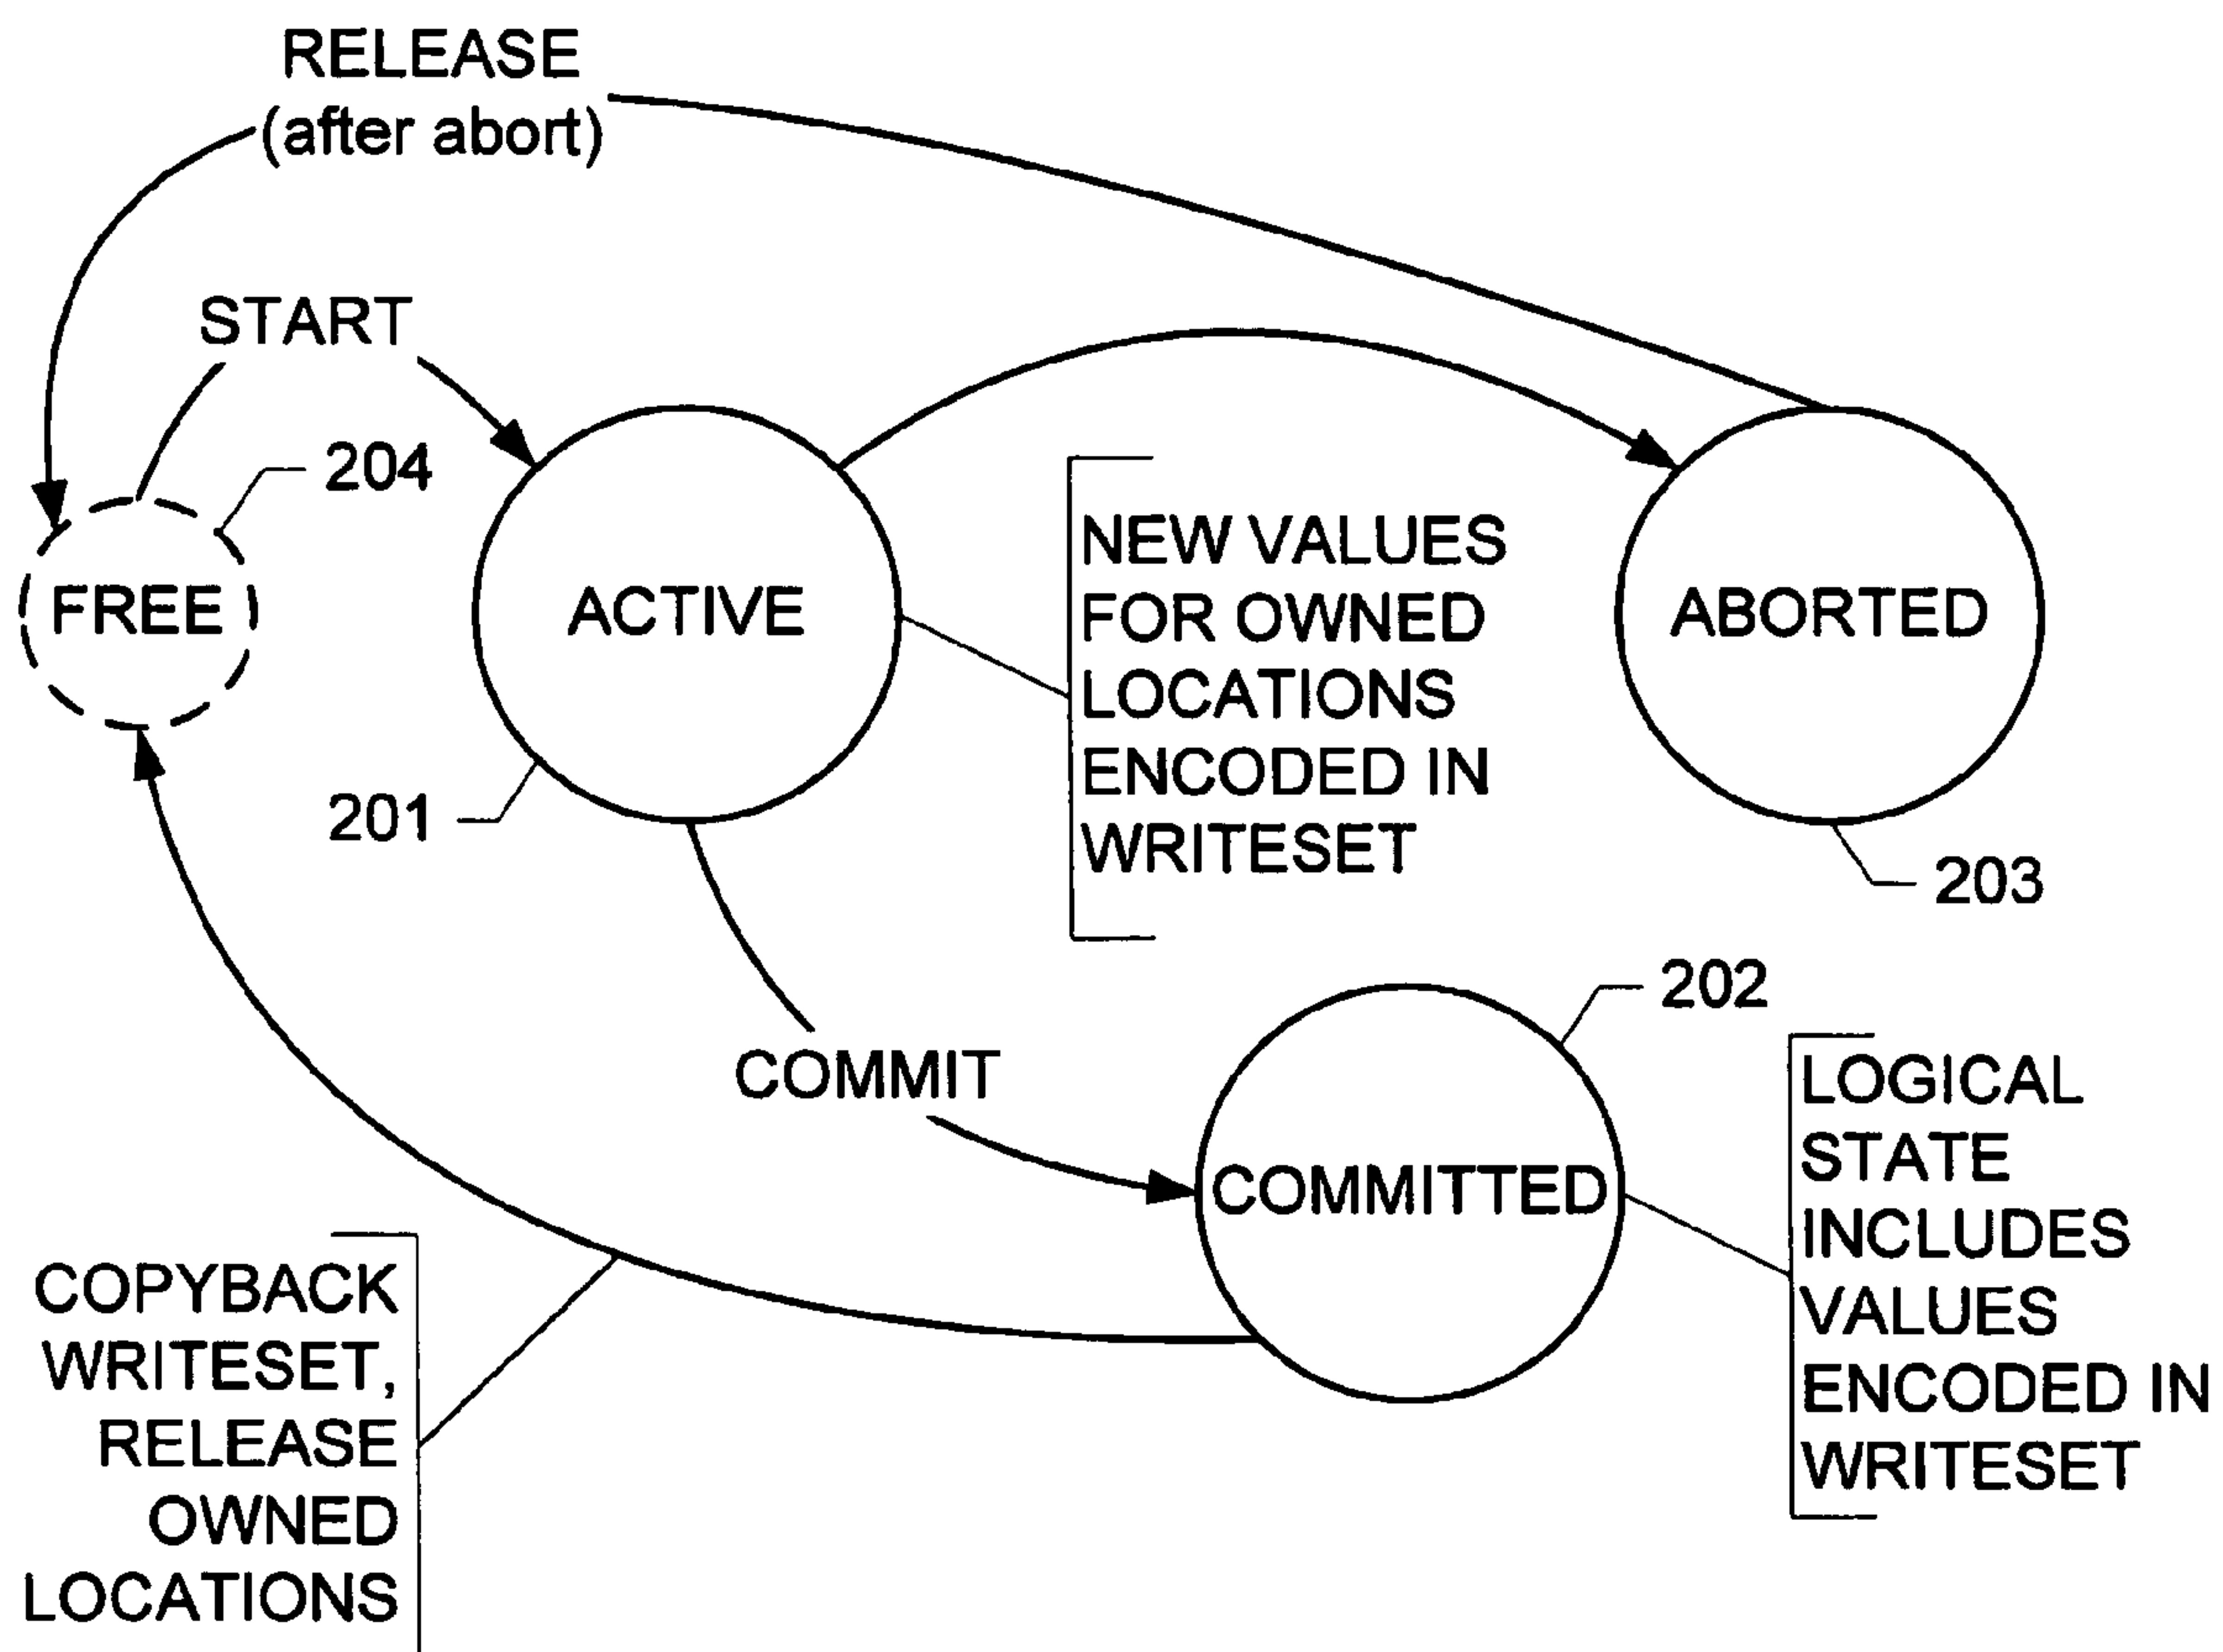 RELEASE
(after abort)
START
204
FREE
ACTIVE
201
NEW VALUES
FOR OWNED
LOCATIONS
ENCODED IN
WRITESET
ABORTED
203
COMMIT
202
COMMITTED
LOGICAL
STATE
INCLUDES
VALUES
ENCODED IN
WRITESET
COPYBACK
WRITESET,
RELEASE
OWNED
LOCATIONS